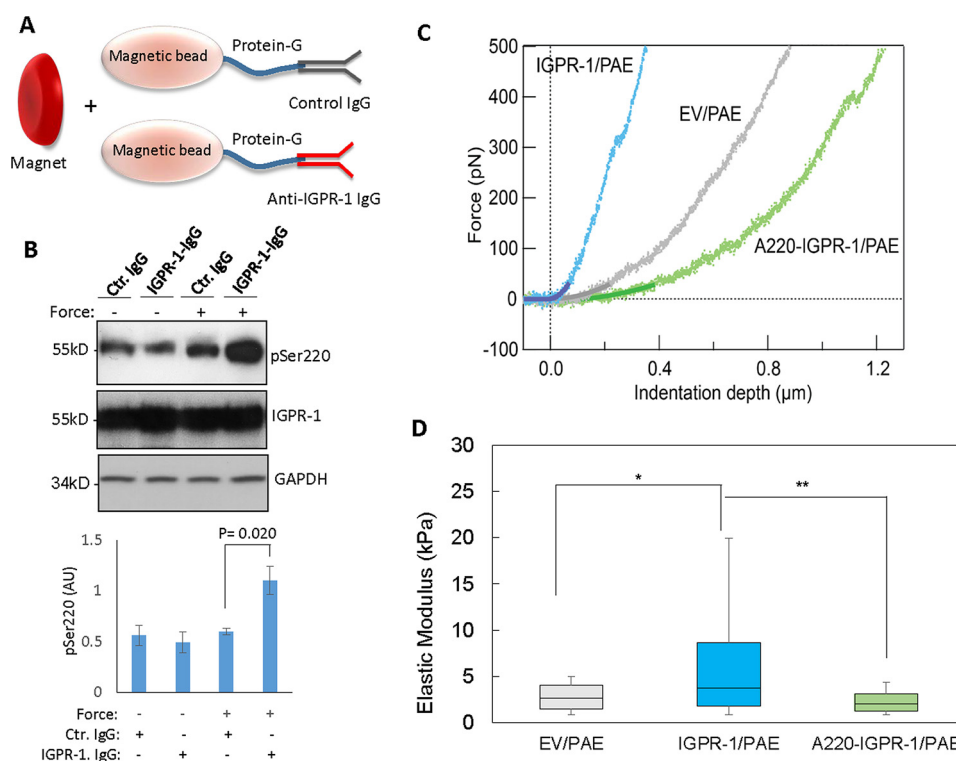 A
Magnet
+
Magnetic bead
Protein-G
Control IgG
Magnetic bead
Protein-G
Anti-IGPR-1 IgG
B
Ctr. IgG
IGPR-1-IgG
Ctr. IgG
IGPR-1-IgG
Force: - - + +
55kD pSer220
55kD IGPR-1
34kD GAPDH
P= 0.020
pSer220 (AU)
1.5
1
0.5
0
Force: - - + +
Ctr. IgG: + - + -
IGPR-1. IgG: - + - +
C
Force (pN)
500
400
300
200
100
0
-100
IGPR-1/PAE
EV/PAE
A220-IGPR-1/PAE
0.0 0.4 0.8 1.2
Indentation depth (µm)
D
Elastic Modulus (kPa)
30
25
20
15
10
5
0
*
**
EV/PAE IGPR-1/PAE A220-IGPR-1/PAE